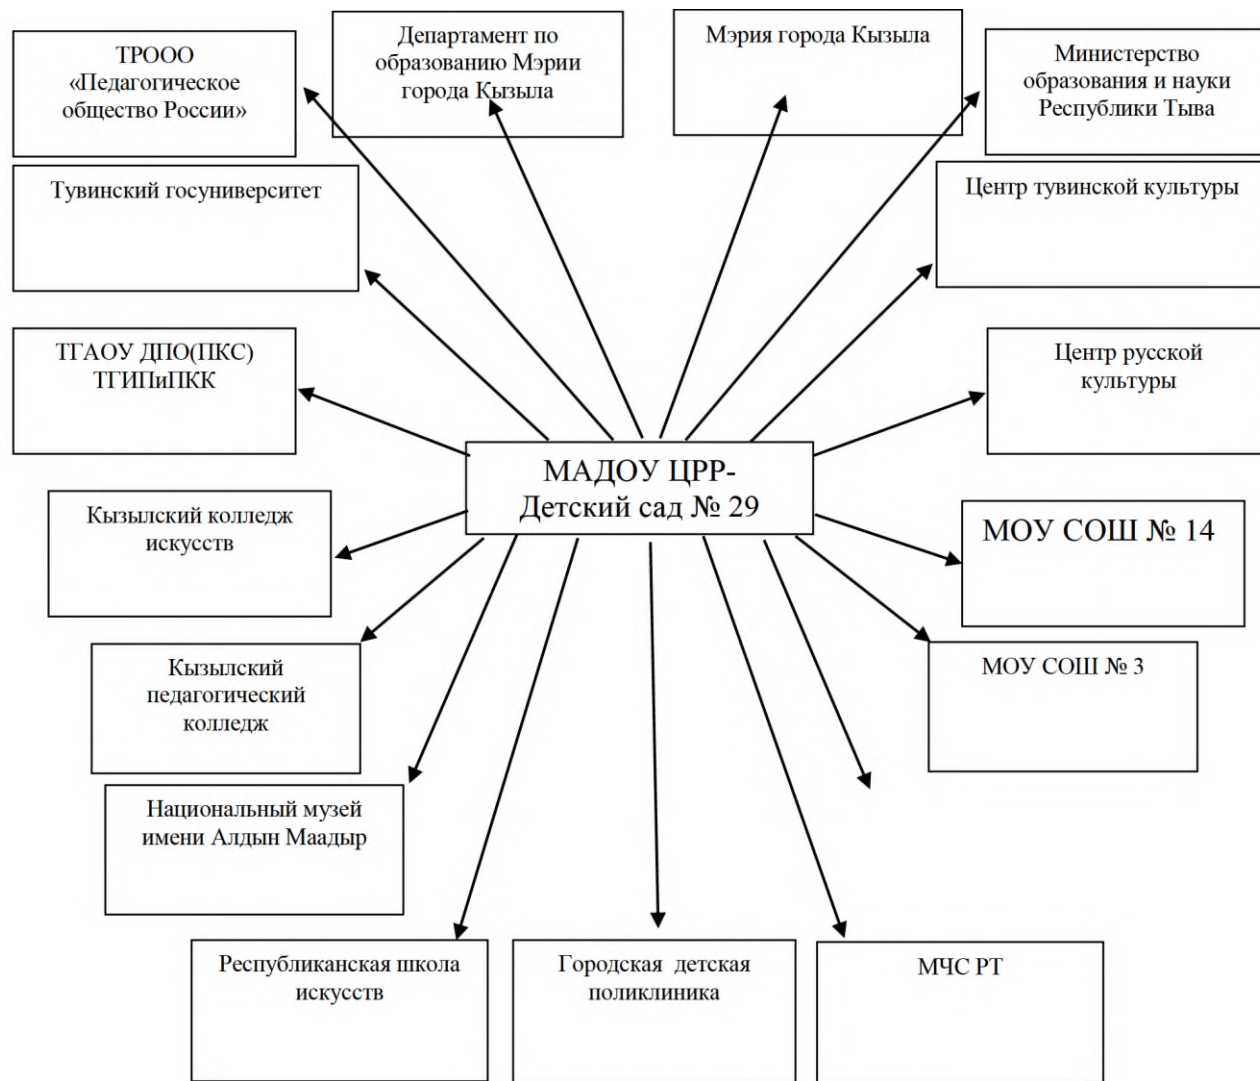 ТРООО
«Педагогическое
общество России»
Департамент по
образованию Мэрии
города Кызыла
Мэрия города Кызыла
Министерство
образования и науки
Республики Тыва
Тувинский госуниверситет
Центр тувинской культуры
ТГАОУ ДПО(ПКС)
ТГИПиПКК
Центр русской
культуры
МАДОУ ЦРР-
Детский сад № 29
Кызылский колледж
искусств
МОУ СОШ № 14
Кызылский
педагогический
колледж
МОУ СОШ № 3
Национальный музей
имени Алдын Маадыр
Республиканская школа
искусств
Городская детская
поликлиника
МЧС РТ